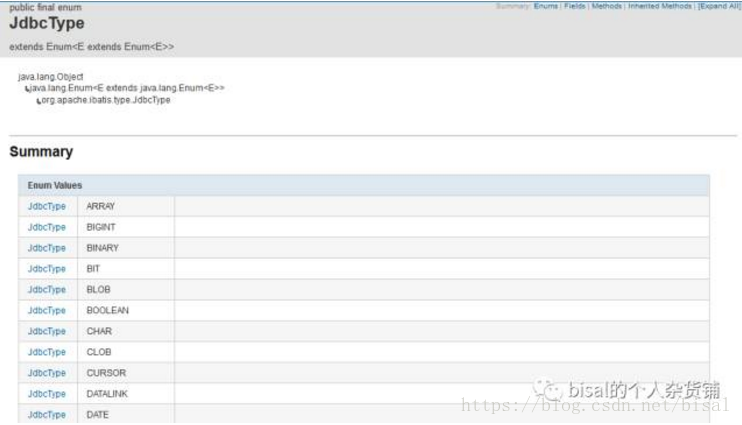 public final enum
Summary: Enums | Fields | Methods | Inherited Methods | [Expand All]
JdbcType
extends Enum<E extends Enum<E>>
java.lang.Object
java.lang.Enum<E extends java.lang.Enum<E>>
org.apache.ibatis.type.JdbcType
Summary
Enum Values
JdbcType ARRAY
JdbcType BIGINT
JdbcType BINARY
JdbcType BIT
JdbcType BLOB
JdbcType BOOLEAN
JdbcType CHAR
JdbcType CLOB
JdbcType CURSOR
JdbcType DATALINK
bisal的个人杂货铺
https://blog.csdn.net/bisal
JdbcType DATE